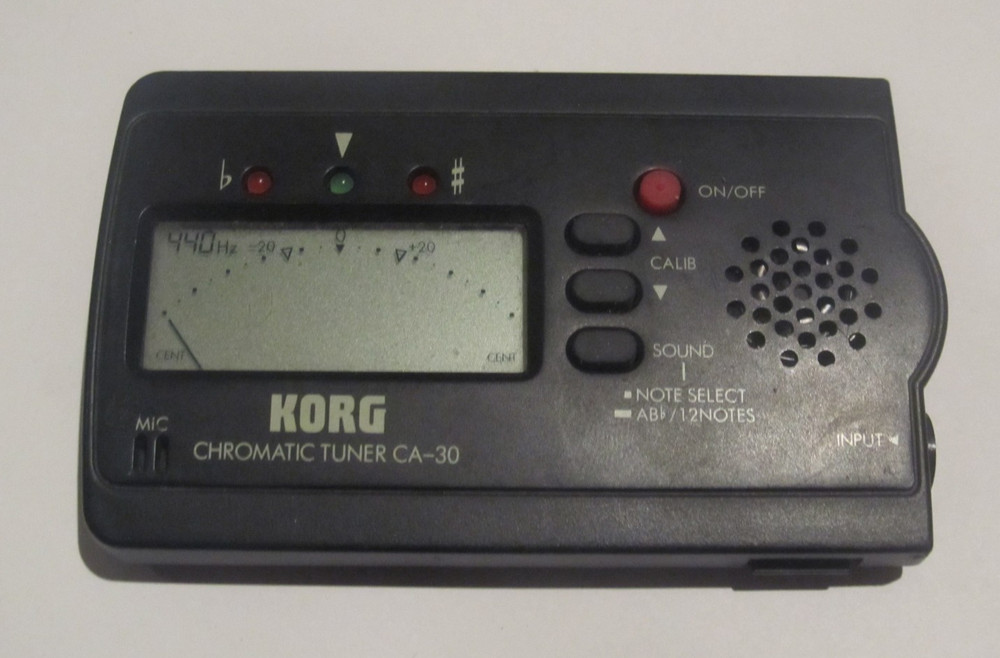 ♭ ▼ ♯
ON/OFF
440Hz -20 0 +20
▲
CALIB
▼
CENT CENT
SOUND
NOTE SELECT
AB♭/12NOTES
KORG
MIC
CHROMATIC TUNER CA-30
INPUT ◀